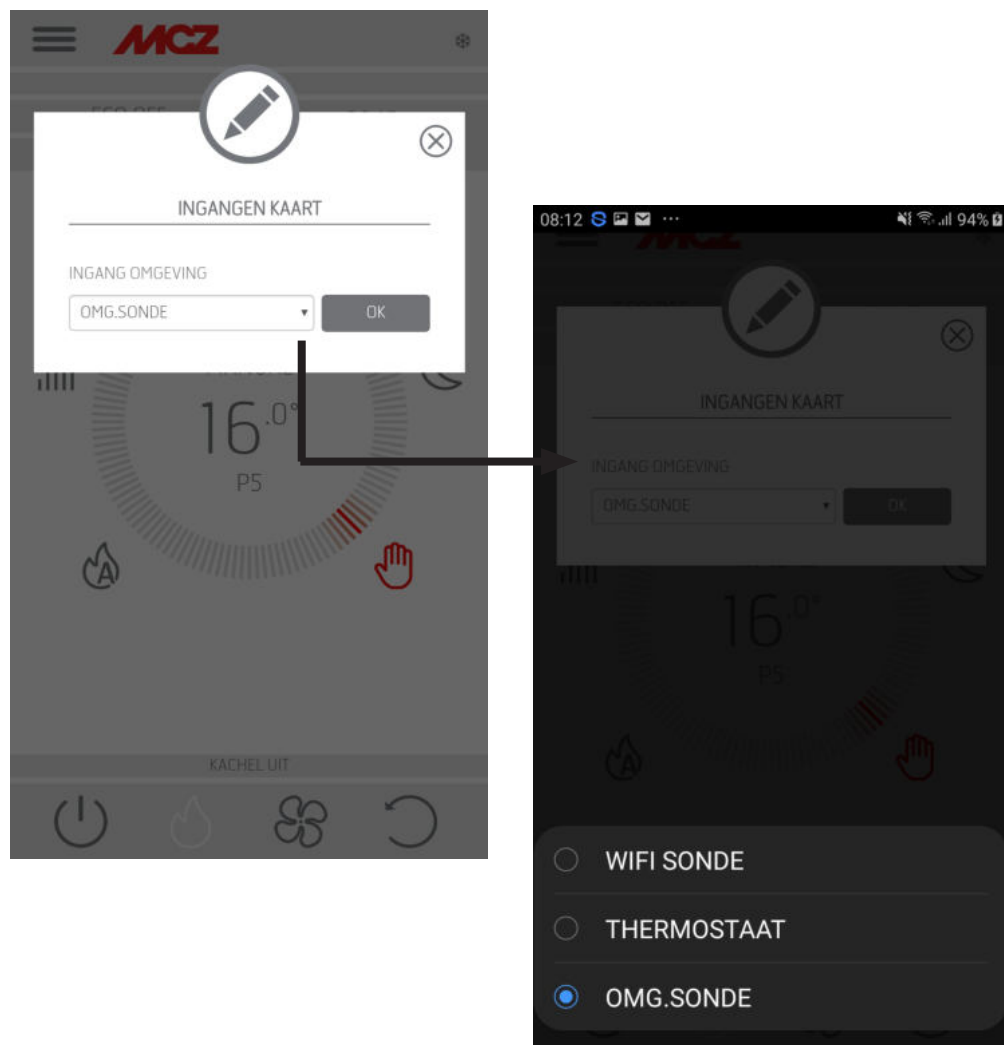 MCZ
INGANGEN KAART
INGANG OMGEVING
OMG.SONDE
OK
16.0°
P5
KACHEL UIT
08:12
94%
MCZ
INGANGEN KAART
INGANG OMGEVING
OMG.SONDE
OK
16.0°
P5
WIFI SONDE
THERMOSTAAT
OMG.SONDE